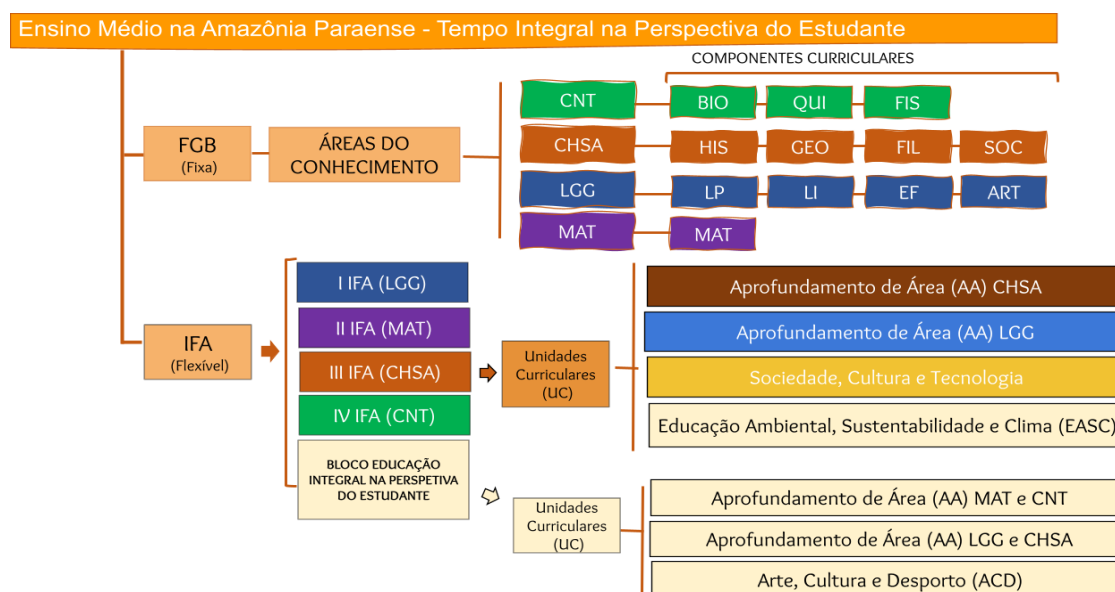 Ensino Médio na Amazônia Paraense - Tempo Integral na Perspectiva do Estudante
COMPONENTES CURRICULARES
FGB
(Fixa)
ÁREAS DO
CONHECIMENTO
CNT
BIO
QUI
FIS
CHSA
HIS
GEO
FIL
SOC
LGG
LP
LI
EF
ART
MAT
MAT
IFA
(Flexível)
I IFA (LGG)
II IFA (MAT)
III IFA (CHSA)
IV IFA (CNT)
BLOCO EDUCAÇÃO
INTEGRAL NA PERSPETIVA
DO ESTUDANTE
Unidades
Curriculares
(UC)
Aprofundamento de Área (AA) CHSA
Aprofundamento de Área (AA) LGG
Sociedade, Cultura e Tecnologia
Educação Ambiental, Sustentabilidade e Clima (EASC)
Unidades
Curriculares
(UC)
Aprofundamento de Área (AA) MAT e CNT
Aprofundamento de Área (AA) LGG e CHSA
Arte, Cultura e Desporto (ACD)